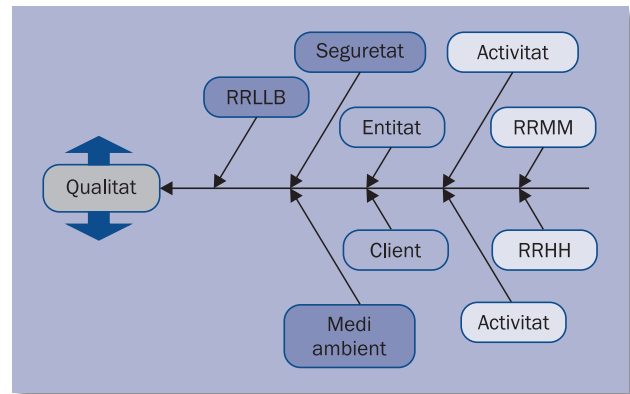 Seguretat
Activitat
RRLLB
Entitat
RRMM
Qualitat
Client
RRHH
Medi
ambient
Activitat